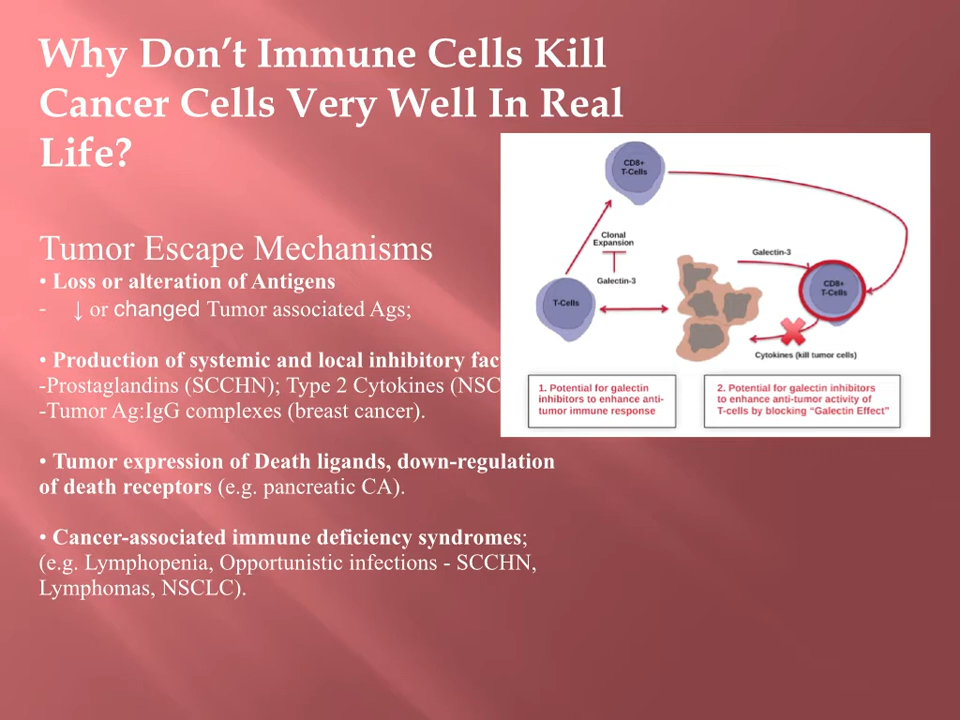 Why Don’t Immune Cells Kill
Cancer Cells Very Well In Real
Life?
Tumor Escape Mechanisms
• Loss or alteration of Antigens
- ↓ or changed Tumor associated Ags;
• Production of systemic and local inhibitory
-Prostaglandins (SCCHN); Type 2 Cytokines
-Tumor Ag:IgG complexes (breast cancer).
• Tumor expression of Death ligands, down-regulation
of death receptors (e.g. pancreatic CA).
• Cancer-associated immune deficiency syndromes;
(e.g. Lymphopenia, Opportunistic infections - SCCHN,
Lymphomas, NSCLC).
CD8+
T-Cells
Clonal
Expansion
Galectin-3
T-Cells
Galectin-3
CD8+
T-Cells
Cytokines (kill tumor cells)
1. Potential for galectin
inhibitors to enhance anti-
tumor immune response
2. Potential for galectin inhibitors
to enhance anti-tumor activity of
T-cells by blocking “Galectin Effect”